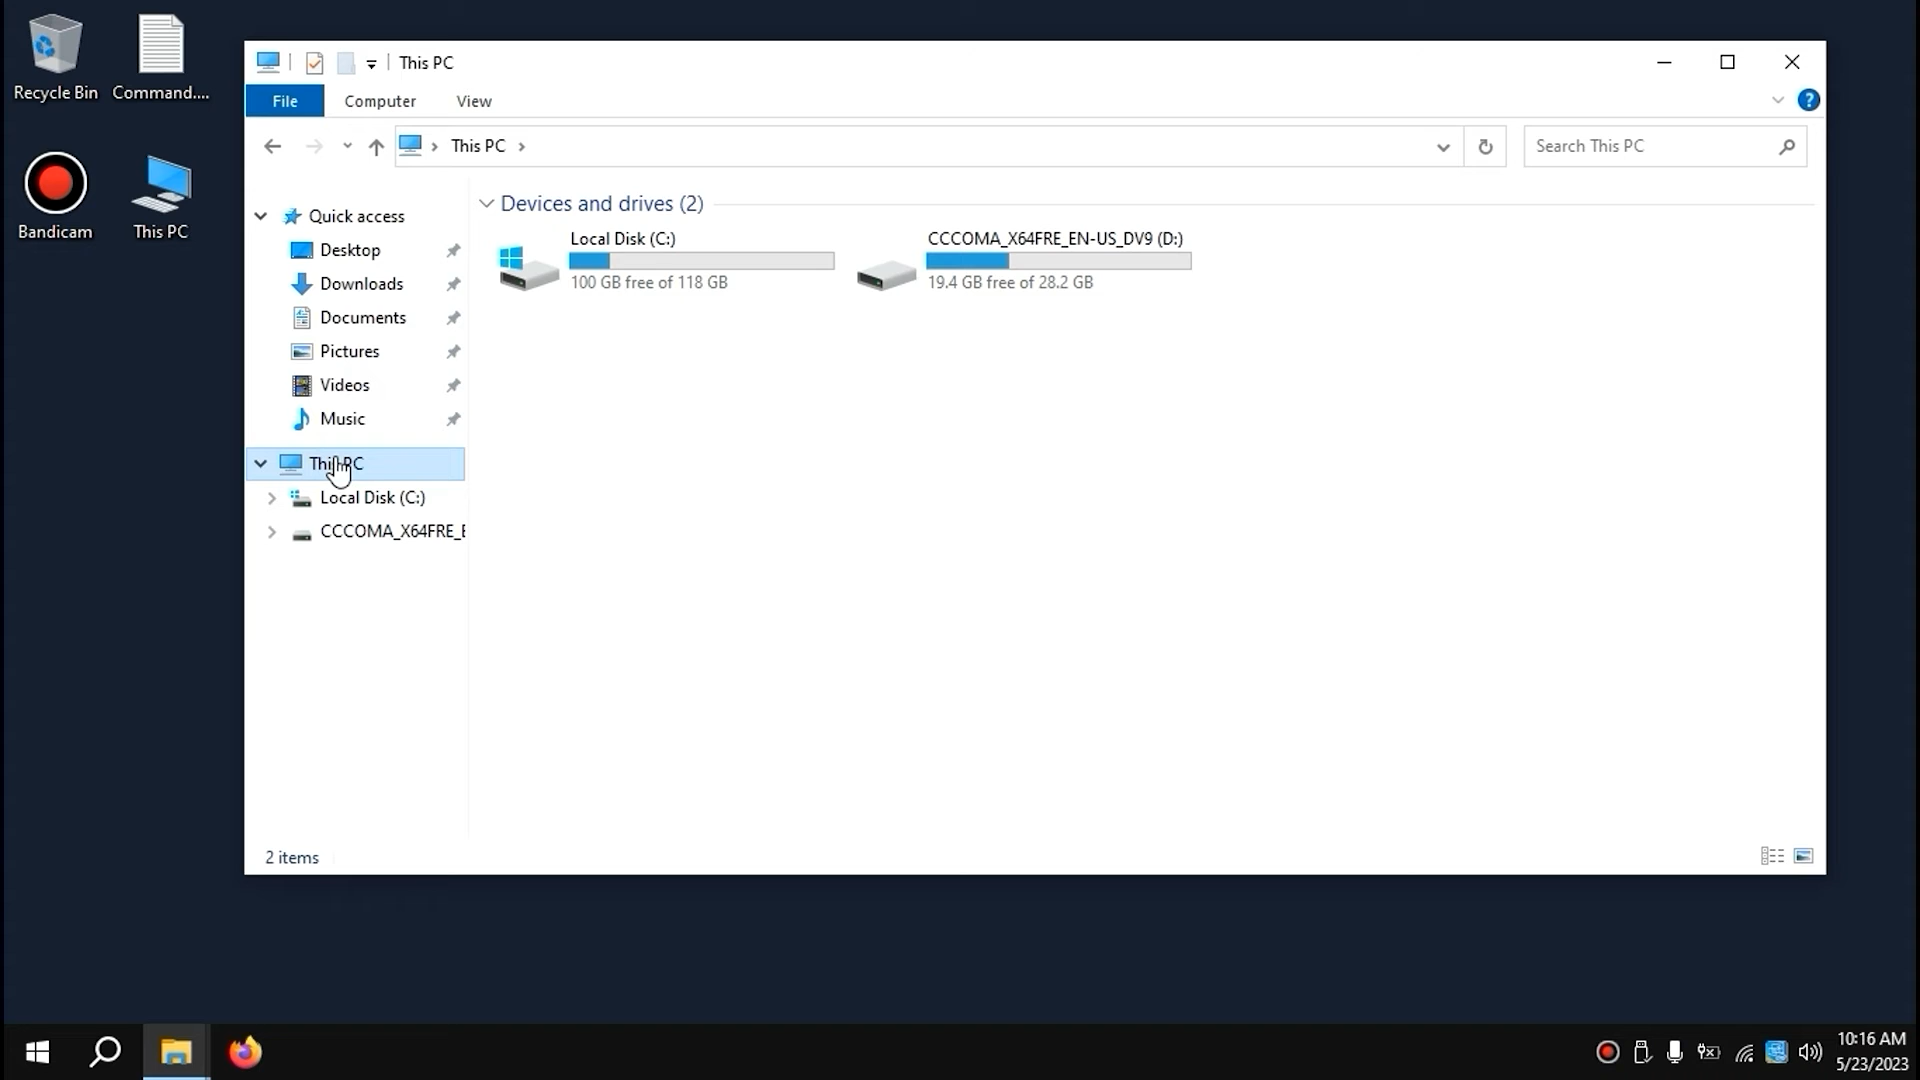 Recycle Bin
Command....
Bandicam
This PC
This PC
File
Computer
View
?
This PC
Search This PC
Quick access
Desktop
Downloads
Documents
Pictures
Videos
Music
This PC
Local Disk (C:)
CCCOMA_X64FRE_E
Devices and drives (2)
Local Disk (C:)
100 GB free of 118 GB
CCCOMA_X64FRE_EN-US_DV9 (D:)
19.4 GB free of 28.2 GB
2 items
10:16 AM
5/23/2023